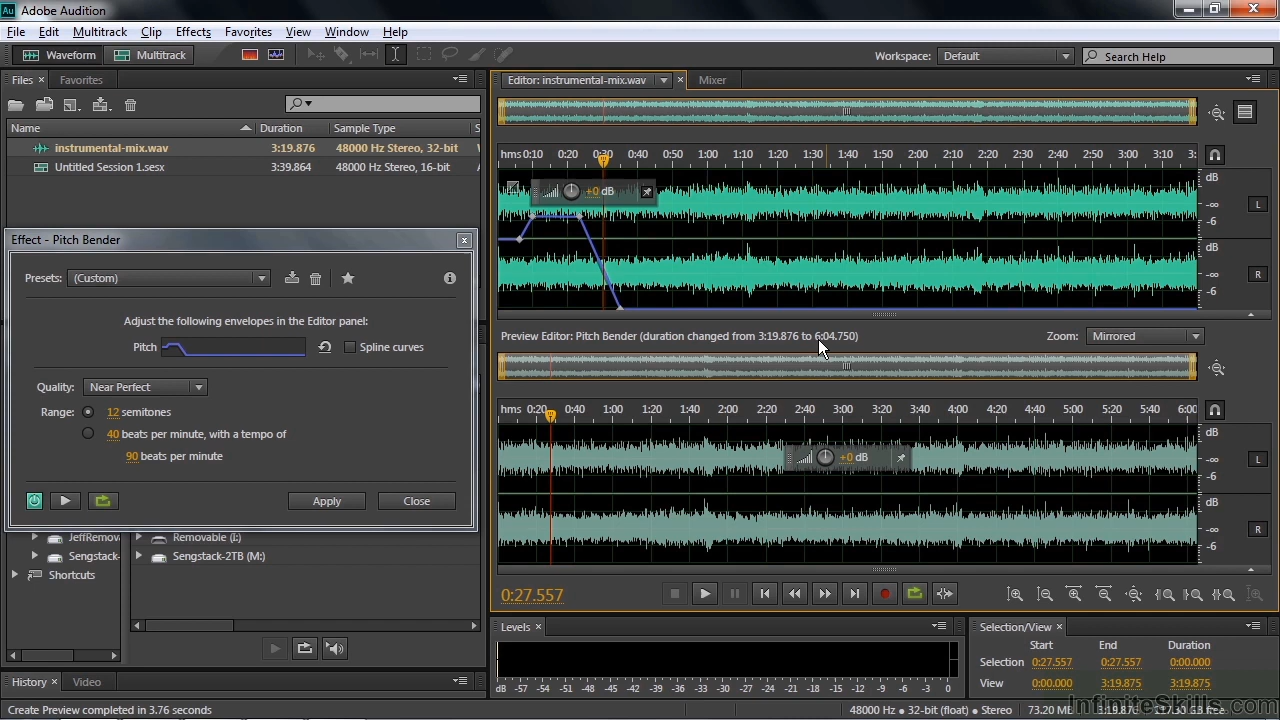 Au Adobe Audition
File Edit Multitrack Clip Effects Favorites View Window Help
Waveform Multitrack Workspace: Default Search Help
Files × Favorites
Name Duration Sample Type S
instrumental-mix.wav 3:19.876 48000 Hz Stereo, 32-bit
Untitled Session 1.sesx 3:39.864 48000 Hz Stereo, 16-bit
Effect - Pitch Bender
Presets: (Custom)
Adjust the following envelopes in the Editor panel:
Pitch Spline curves
Quality: Near Perfect
Range: 12 semitones
40 beats per minute, with a tempo of
90 beats per minute
Apply Close
JeffRemov Removable (I:)
Sengstack- Sengstack-2TB (M:)
Shortcuts
History × Video
Create Preview completed in 3.76 seconds
Editor: instrumental-mix.wav × Mixer
hms 0:10 0:20 0:30 0:40 0:50 1:00 1:10 1:20 1:30 1:40 1:50 2:00 2:10 2:20 2:30 2:40 2:50 3:00 3:10 3:
+0 dB
dB
-∞ L
-6
dB
-∞ R
-6
Preview Editor: Pitch Bender (duration changed from 3:19.876 to 6:04.750) Zoom: Mirrored
hms 0:20 0:40 1:00 1:20 1:40 2:00 2:20 2:40 3:00 3:20 3:40 4:00 4:20 4:40 5:00 5:20 5:40 6:00
dB
+0 dB
-∞ L
-6
dB
-∞ R
-6
0:27.557
Levels ×
dB -57 -54 -51 -48 -45 -42 -39 -36 -33 -30 -27 -24 -21 -18 -15 -12 -9 -6 -3 0
Selection/View ×
Start End Duration
Selection 0:27.557 0:27.557 0:00.000
View 0:00.000 3:19.875 3:19.875
48000 Hz ● 32-bit (float) ● Stereo 73.20 MB 3:19.876
InfiniteSkills.com